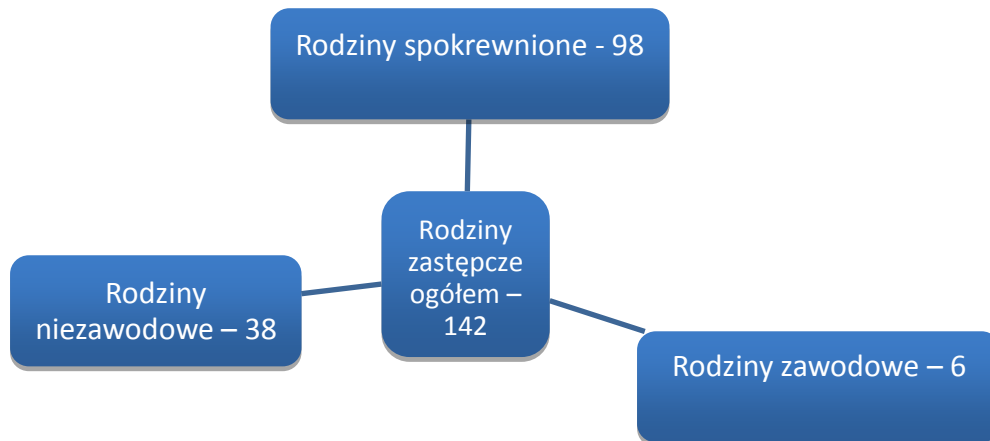 Rodziny spokrewnione - 98
Rodziny
zastępcze
ogółem –
142
Rodziny
niezawodowe – 38
Rodziny zawodowe – 6